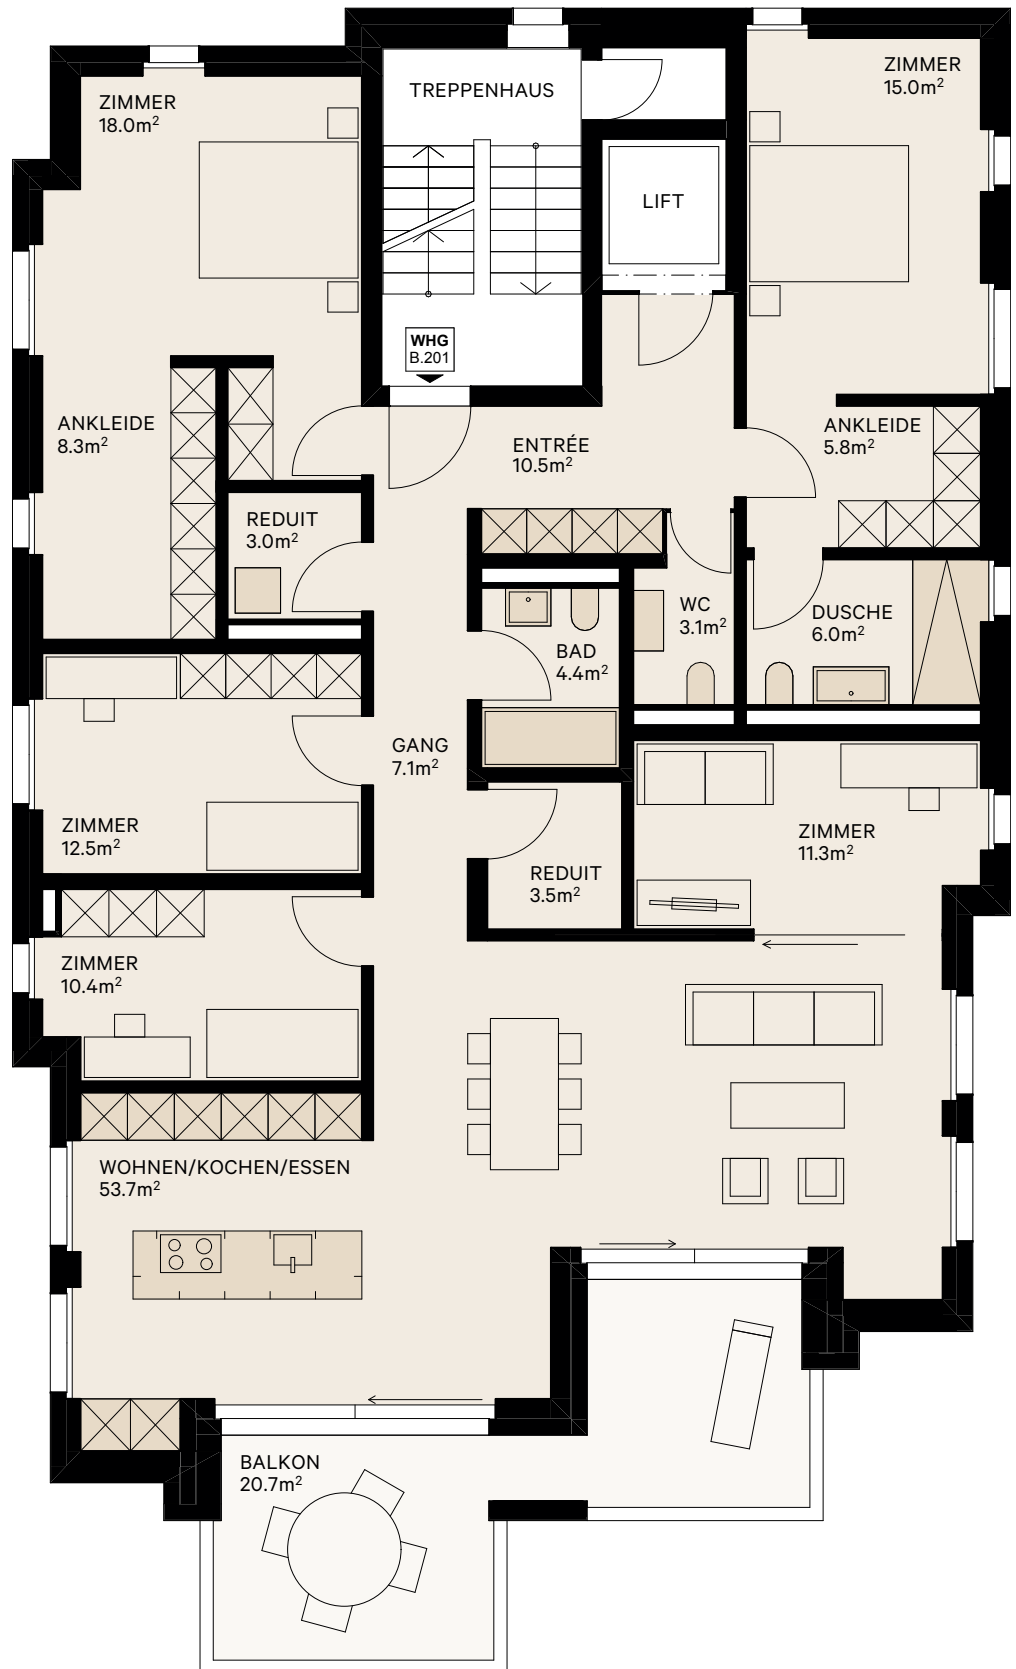 TREPPENHAUS
ZIMMER
18.0m²
ZIMMER
15.0m²
LIFT
WHG
B.201
ANKLEIDE
8.3m²
ENTRÉE
10.5m²
ANKLEIDE
5.8m²
REDUIT
3.0m²
WC
3.1m²
DUSCHE
6.0m²
BAD
4.4m²
GANG
7.1m²
ZIMMER
12.5m²
ZIMMER
11.3m²
REDUIT
3.5m²
ZIMMER
10.4m²
WOHNEN/KOCHEN/ESSEN
53.7m²
BALKON
20.7m²